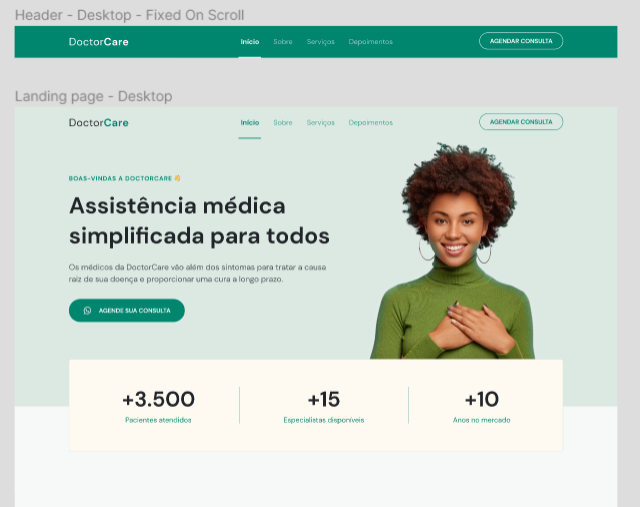 Header - Desktop - Fixed On Scroll
DoctorCare
Início Sobre Serviços Depoimentos
AGENDAR CONSULTA
Landing page - Desktop
DoctorCare
Início Sobre Serviços Depoimentos
AGENDAR CONSULTA
BOAS-VINDAS A DOCTORCARE 👋
Assistência médica
simplificada para todos
Os médicos da DoctorCare vão além dos sintomas para tratar a causa
raiz de sua doença e proporcionar uma cura a longo prazo.
AGENDE SUA CONSULTA
+3.500
Pacientes atendidos
+15
Especialistas disponíveis
+10
Anos no mercado